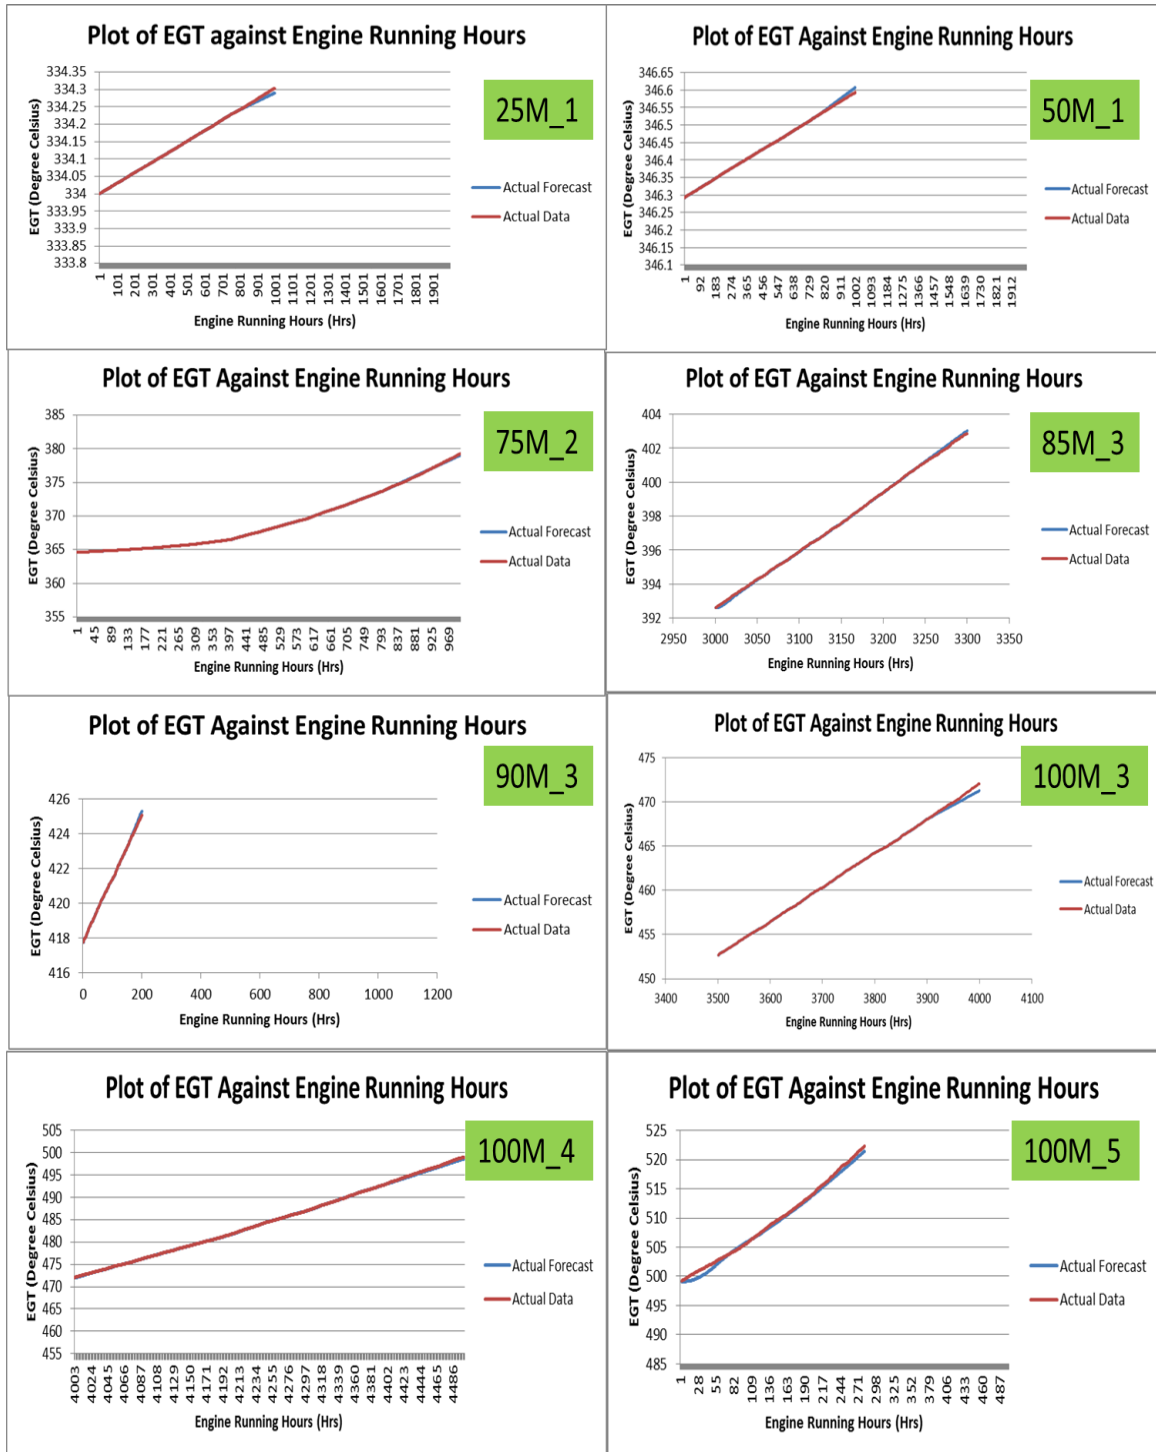 Plot of EGT against Engine Running Hours
25M_1
EGT (Degree Celsius)
334.35
334.3
334.25
334.2
334.15
334.1
334.05
334
333.95
333.9
333.85
333.8
1 101 201 301 401 501 601 701 801 901 1001 1101 1201 1301 1401 1501 1601 1701 1801 1901
Engine Running Hours (Hrs)
Actual Forecast
Actual Data
Plot of EGT Against Engine Running Hours
50M_1
EGT (Degree Celsius)
346.65
346.6
346.55
346.5
346.45
346.4
346.35
346.3
346.25
346.2
346.15
346.1
1 92 183 274 365 456 547 638 729 820 911 1002 1093 1184 1275 1366 1457 1548 1639 1730 1821 1912
Engine Running Hours (Hrs)
Actual Forecast
Actual Data
Plot of EGT Against Engine Running Hours
75M_2
EGT (Degree Celsius)
385
380
375
370
365
360
355
1 45 89 133 177 221 265 309 353 397 441 485 529 573 617 661 705 749 793 837 881 925 969
Engine Running Hours (Hrs)
Actual Forecast
Actual Data
Plot of EGT Against Engine Running Hours
85M_3
EGT (Degree Celsius)
404
402
400
398
396
394
392
2950 3000 3050 3100 3150 3200 3250 3300 3350
Engine Running Hours (Hrs)
Actual Forecast
Actual Data
Plot of EGT Against Engine Running Hours
90M_3
EGT (Degree Celsius)
426
424
422
420
418
416
0 200 400 600 800 1000 1200
Engine Running Hours (Hrs)
Actual Forecast
Actual Data
Plot of EGT Against Engine Running Hours
100M_3
EGT (Degree Celsius)
475
470
465
460
455
450
3400 3500 3600 3700 3800 3900 4000 4100
Engine Running Hours (Hrs)
Actual Forecast
Actual Data
Plot of EGT Against Engine Running Hours
100M_4
EGT (Degree Celsius)
505
500
495
490
485
480
475
470
465
460
455
4003 4024 4045 4066 4087 4108 4129 4150 4171 4192 4213 4234 4255 4276 4297 4318 4339 4360 4381 4402 4423 4444 4465 4486
Engine Running Hours (Hrs)
Actual Forecast
Actual Data
Plot of EGT Against Engine Running Hours
100M_5
EGT (Degree Celsius)
525
520
515
510
505
500
495
490
485
1 28 55 82 109 136 163 190 217 244 271 298 325 352 379 406 433 460 487
Engine Running Hours (Hrs)
Actual Forecast
Actual Data